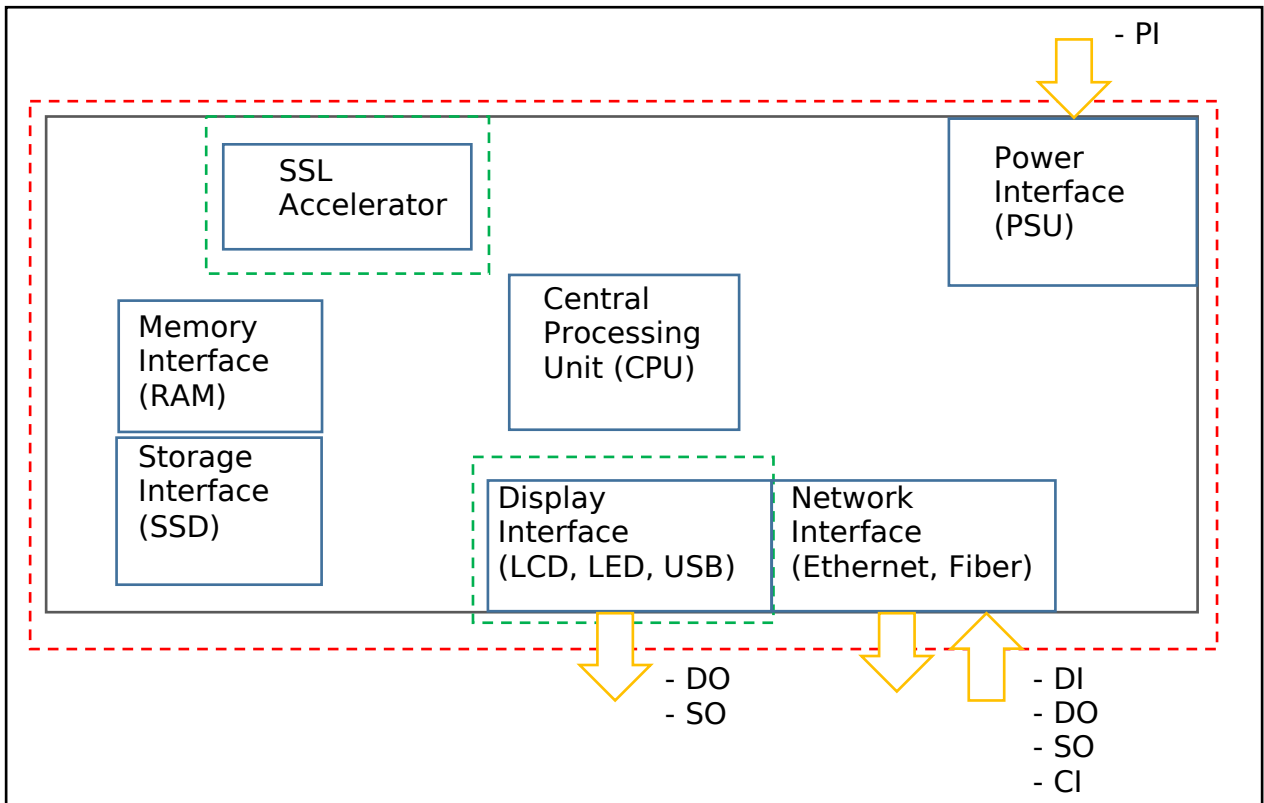 - PI
SSL
Accelerator
Power
Interface
(PSU)
Central
Processing
Unit (CPU)
Memory
Interface
(RAM)
Storage
Interface
(SSD)
Display
Interface
(LCD, LED, USB)
Network
Interface
(Ethernet, Fiber)
- DO
- SO
- DI
- DO
- SO
- CI